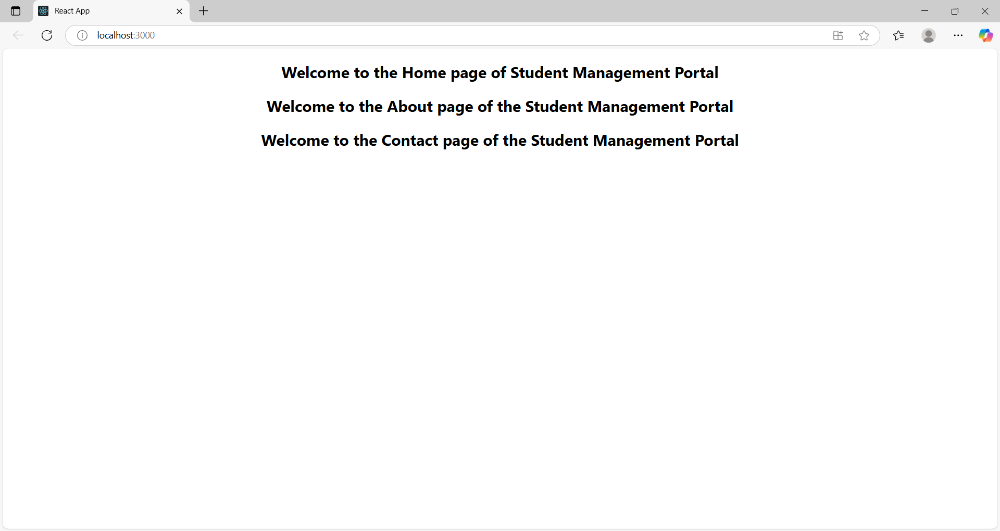 React App
localhost:3000
Welcome to the Home page of Student Management Portal
Welcome to the About page of the Student Management Portal
Welcome to the Contact page of the Student Management Portal